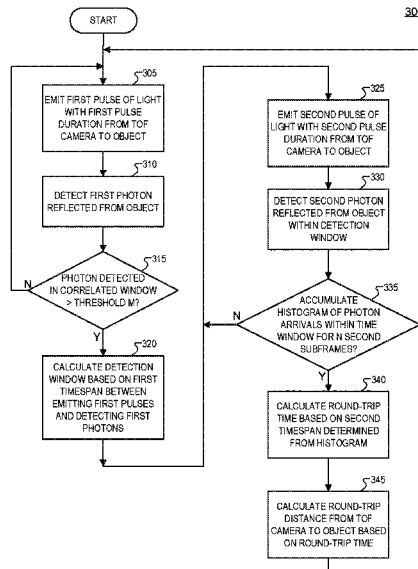 30
START
305
EMIT FIRST PULSE OF LIGHT
WITH FIRST PULSE
DURATION FROM TOF
CAMERA TO OBJECT
310
DETECT FIRST PHOTON
REFLECTED FROM OBJECT
315
PHOTON DETECTED
IN CORRELATED WINDOW
> THRESHOLD M?
N
Y
320
CALCULATE DETECTION
WINDOW BASED ON FIRST
TIMESPAN BETWEEN
EMITTING FIRST PULSES
AND DETECTING FIRST
PHOTONS
325
EMIT SECOND PULSE OF
LIGHT WITH SECOND PULSE
DURATION FROM TOF
CAMERA TO OBJECT
330
DETECT SECOND PHOTON
REFLECTED FROM OBJECT
WITHIN DETECTION
WINDOW
335
ACCUMULATE
HISTOGRAM OF PHOTON
ARRIVALS WITHIN TIME
WINDOW FOR N SECOND
SUBFRAMES?
N
Y
340
CALCULATE ROUND-TRIP
TIME BASED ON SECOND
TIMESPAN DETERMINED
FROM HISTOGRAM
345
CALCULATE ROUND-TRIP
DISTANCE FROM TOF
CAMERA TO OBJECT BASED
ON ROUND-TRIP TIME